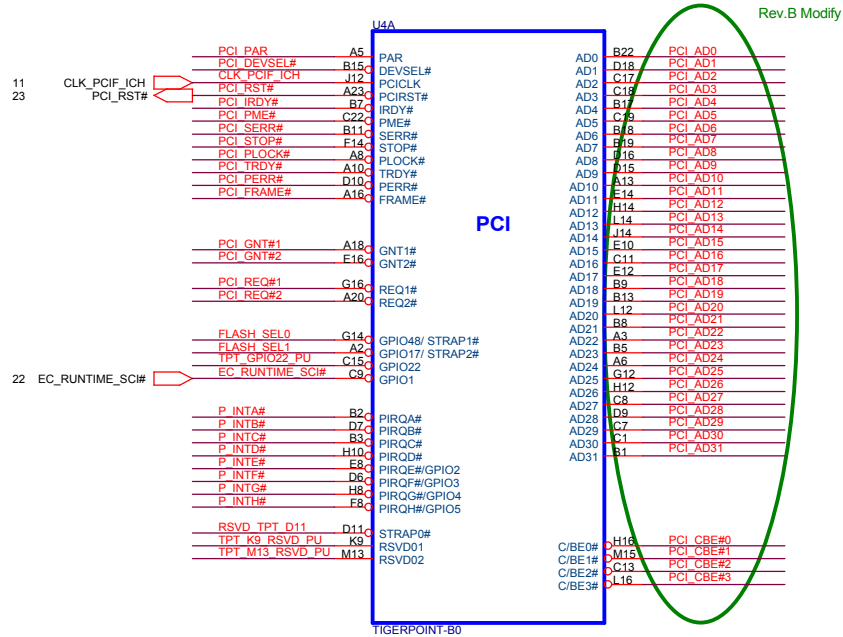 Rev.B Modify
U4A
PCI_PAR A5 PAR AD0 B22 PCI_AD0
PCI_DEVSEL# B15 DEVSEL# AD1 D18 PCI_AD1
11 CLK_PCIF_ICH CLK_PCIF_ICH J12 PCICLK AD2 C17 PCI_AD2
23 PCI_RST# PCI_RST# A23 PCIRST# AD3 C18 PCI_AD3
PCI_IRDY# B7 IRDY# AD4 B17 PCI_AD4
PCI_PME# C22 PME# AD5 C19 PCI_AD5
PCI_SERR# B11 SERR# AD6 B18 PCI_AD6
PCI_STOP# F14 STOP# AD7 B19 PCI_AD7
PCI_PLOCK# A8 PLOCK# AD8 D16 PCI_AD8
PCI_TRDY# A10 TRDY# AD9 D15 PCI_AD9
PCI_PERR# D10 PERR# AD10 A13 PCI_AD10
PCI_FRAME# A16 FRAME# AD11 E14 PCI_AD11
AD12 H14 PCI_AD12
PCI
AD13 L14 PCI_AD13
AD14 J14 PCI_AD14
PCI_GNT#1 A18 GNT1# AD15 E10 PCI_AD15
PCI_GNT#2 E16 GNT2# AD16 C11 PCI_AD16
AD17 E12 PCI_AD17
PCI_REQ#1 G16 REQ1# AD18 B9 PCI_AD18
PCI_REQ#2 A20 REQ2# AD19 B13 PCI_AD19
AD20 L12 PCI_AD20
AD21 B8 PCI_AD21
FLASH_SEL0 G14 GPIO48/ STRAP1# AD22 A3 PCI_AD22
FLASH_SEL1 A2 GPIO17/ STRAP2# AD23 B5 PCI_AD23
TPT_GPIO22_PU C15 GPIO22 AD24 A6 PCI_AD24
22 EC_RUNTIME_SCI# EC_RUNTIME_SCI# C9 GPIO1 AD25 G12 PCI_AD25
AD26 H12 PCI_AD26
AD27 C8 PCI_AD27
P_INTA# B2 PIRQA# AD28 D9 PCI_AD28
P_INTB# D7 PIRQB# AD29 C7 PCI_AD29
P_INTC# B3 PIRQC# AD30 C1 PCI_AD30
P_INTD# H10 PIRQD# AD31 B1 PCI_AD31
P_INTE# E8 PIRQE#/GPIO2
P_INTF# D6 PIRQF#/GPIO3
P_INTG# H8 PIRQG#/GPIO4
P_INTH# F8 PIRQH#/GPIO5
RSVD_TPT_D11 D11 STRAP0#
TPT_K9_RSVD_PU K9 RSVD01 C/BE0# H16 PCI_CBE#0
TPT_M13_RSVD_PU M13 RSVD02 C/BE1# M15 PCI_CBE#1
C/BE2# C13 PCI_CBE#2
C/BE3# L16 PCI_CBE#3
TIGERPOINT-B0